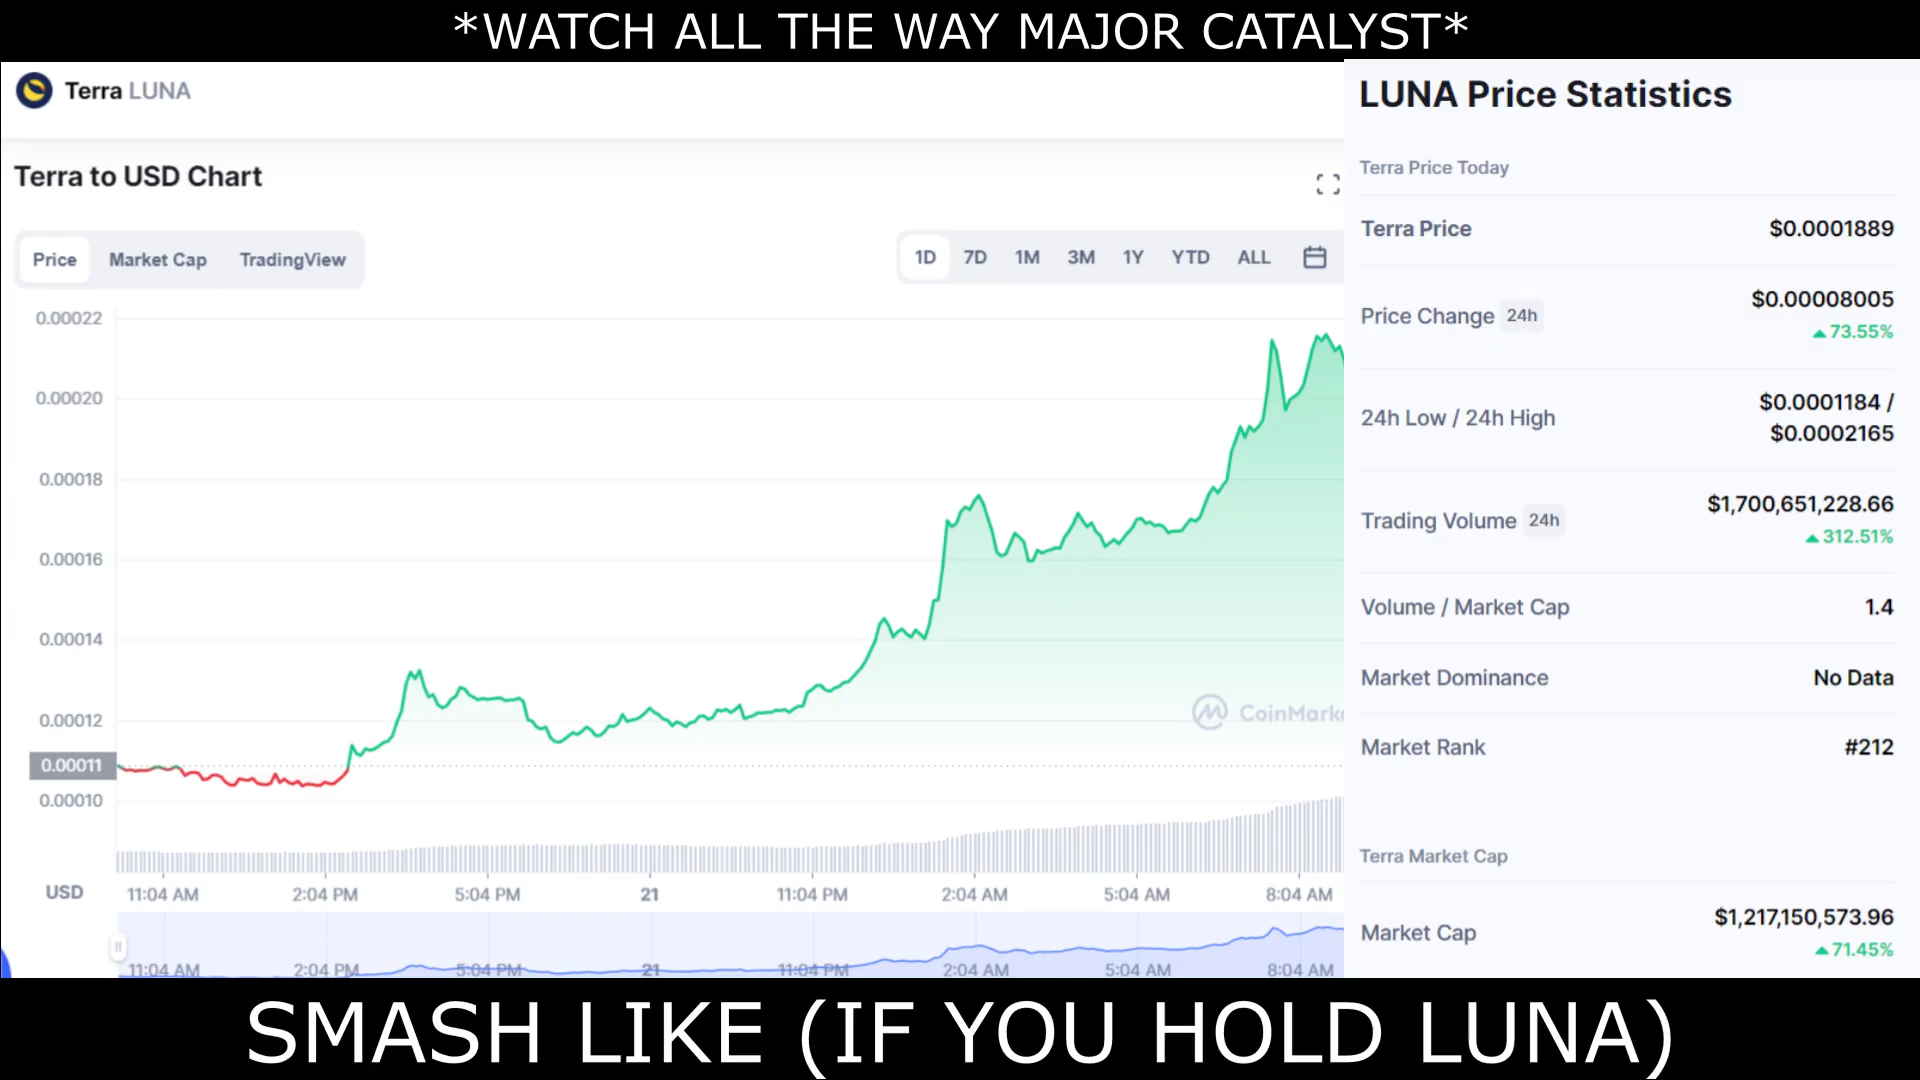 *WATCH ALL THE WAY MAJOR CATALYST*
Terra LUNA
Terra to USD Chart
Price Market Cap TradingView
1D 7D 1M 3M 1Y YTD ALL
0.00022
0.00020
0.00018
0.00016
0.00014
0.00012
0.00011
0.00010
CoinMark
USD 11:04 AM 2:04 PM 5:04 PM 21 11:04 PM 2:04 AM 5:04 AM 8:04 AM
11:04 AM 2:04 PM 5:04 PM 21 11:04 PM 2:04 AM 5:04 AM 8:04 AM
LUNA Price Statistics
Terra Price Today
Terra Price $0.0001889
Price Change 24h $0.00008005
73.55%
24h Low / 24h High $0.0001184 /
$0.0002165
Trading Volume 24h $1,700,651,228.66
312.51%
Volume / Market Cap 1.4
Market Dominance No Data
Market Rank #212
Terra Market Cap
Market Cap $1,217,150,573.96
71.45%
SMASH LIKE (IF YOU HOLD LUNA)